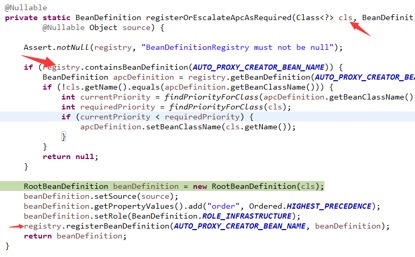 @Nullable
private static BeanDefinition registerOrEscalateApcAsRequired(Class<?> cls, BeanDefini
@Nullable Object source) {
Assert.notNull(registry, "BeanDefinitionRegistry must not be null");
if (registry.containsBeanDefinition(AUTO_PROXY_CREATOR_BEAN_NAME)) {
BeanDefinition apcDefinition = registry.getBeanDefinition(AUTO_PROXY_CREATOR_BEA
if (!cls.getName().equals(apcDefinition.getBeanClassName())) {
int currentPriority = findPriorityForClass(apcDefinition.getBeanClassName()
int requiredPriority = findPriorityForClass(cls);
if (currentPriority < requiredPriority) {
apcDefinition.setBeanClassName(cls.getName());
}
}
return null;
}
RootBeanDefinition beanDefinition = new RootBeanDefinition(cls);
beanDefinition.setSource(source);
beanDefinition.getPropertyValues().add("order", Ordered.HIGHEST_PRECEDENCE);
beanDefinition.setRole(BeanDefinition.ROLE_INFRASTRUCTURE);
registry.registerBeanDefinition(AUTO_PROXY_CREATOR_BEAN_NAME, beanDefinition);
return beanDefinition;
}